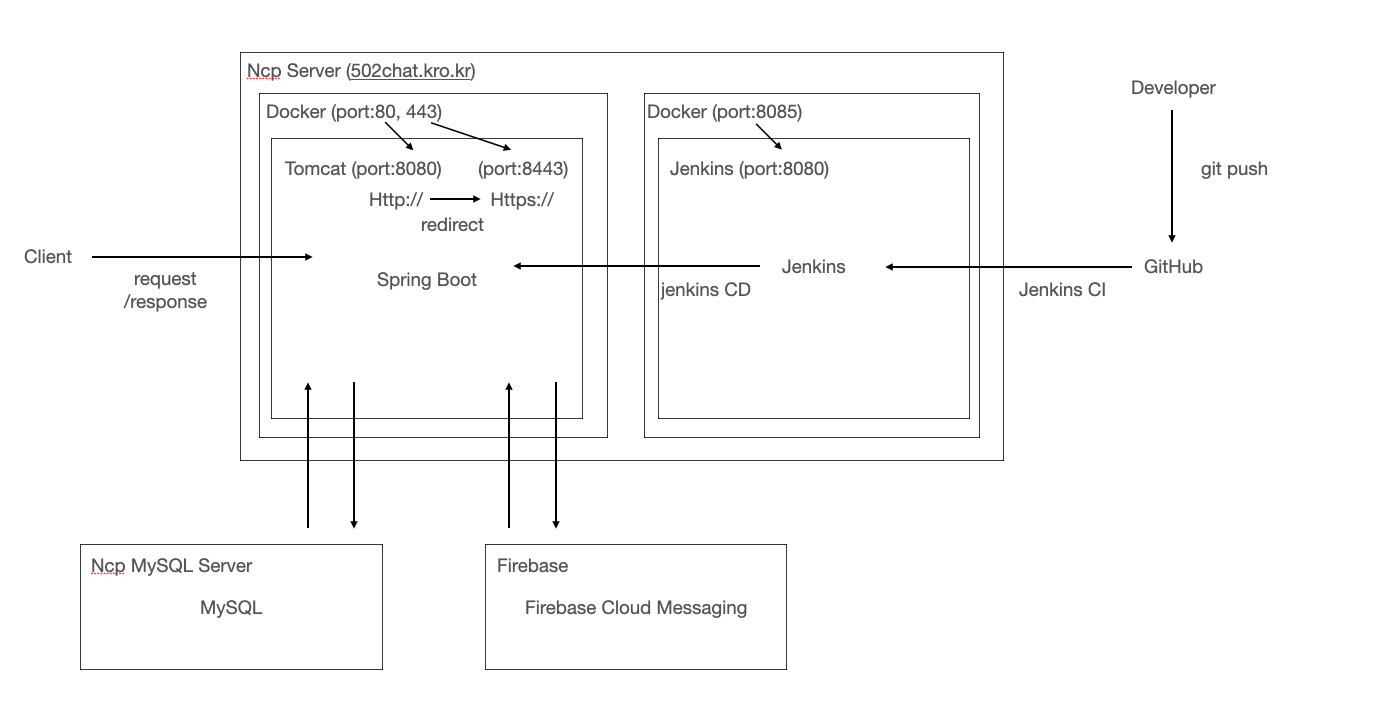 Ncp Server (502chat.kro.kr)
Docker (port:80, 443)
Docker (port:8085)
Developer
Tomcat (port:8080)
(port:8443)
Jenkins (port:8080)
git push
Http://
Https://
redirect
Client
request
/response
Spring Boot
jenkins CD
Jenkins
Jenkins CI
GitHub
Ncp MySQL Server
MySQL
Firebase
Firebase Cloud Messaging